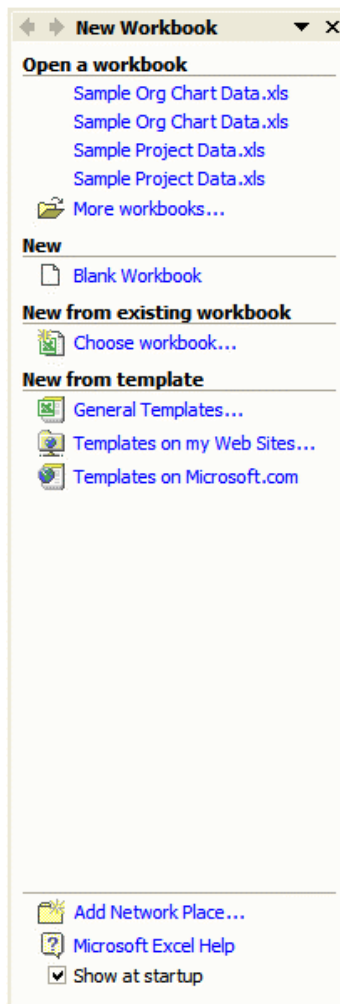 New Workbook
Open a workbook
Sample Org Chart Data.xls
Sample Org Chart Data.xls
Sample Project Data.xls
Sample Project Data.xls
More workbooks...
New
Blank Workbook
New from existing workbook
Choose workbook...
New from template
General Templates...
Templates on my Web Sites...
Templates on Microsoft.com
Add Network Place...
Microsoft Excel Help
Show at startup